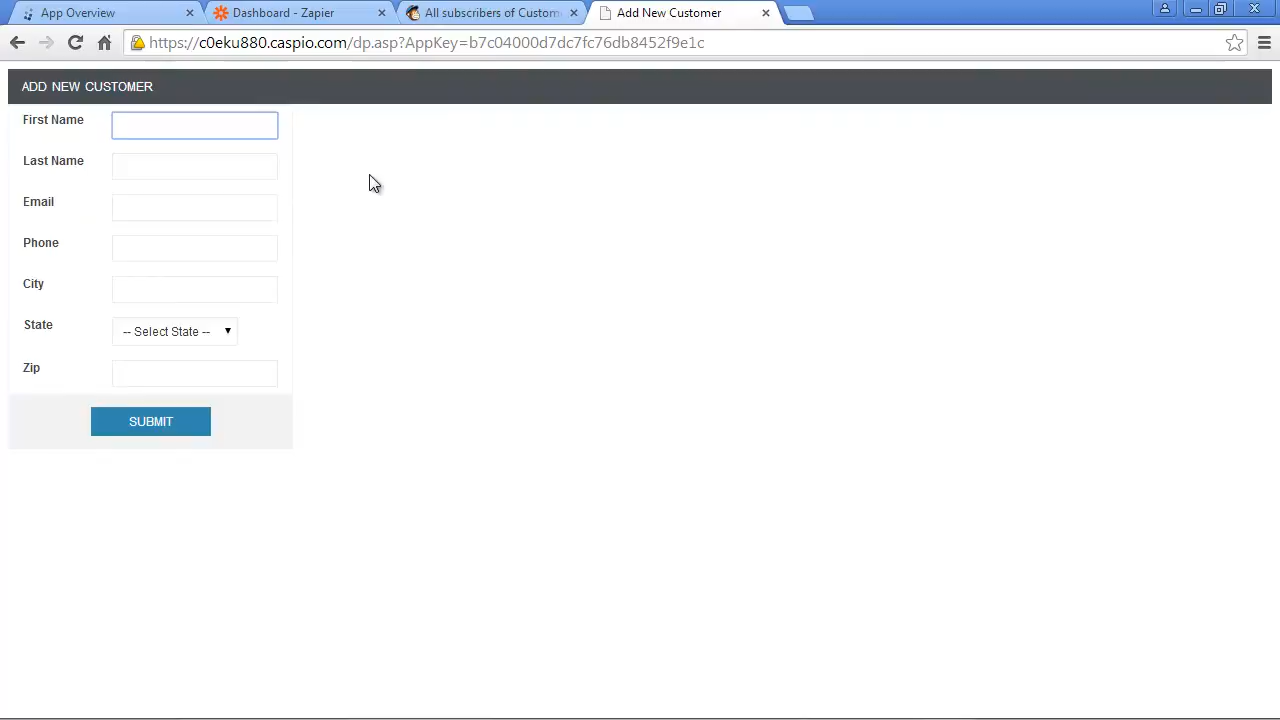 App Overview
Dashboard - Zapier
All subscribers of Custom
Add New Customer
https://c0eku880.caspio.com/dp.asp?AppKey=b7c04000d7dc7fc76db8452f9e1c
ADD NEW CUSTOMER
First Name
Last Name
Email
Phone
City
State
-- Select State --
Zip
SUBMIT